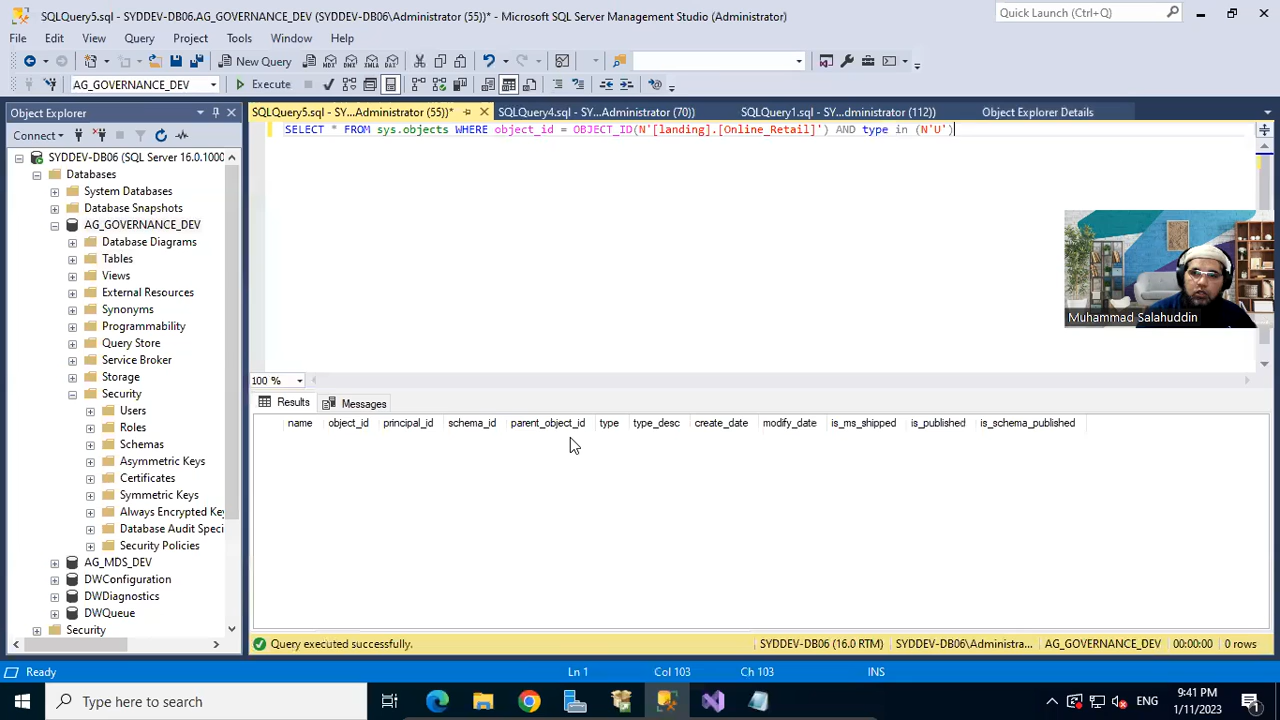 SQLQuery5.sql - SYDDEV-DB06.AG_GOVERNANCE_DEV (SYDDEV-DB06\Administrator (55))* - Microsoft SQL Server Management Studio (Administrator)
Quick Launch (Ctrl+Q)
File Edit View Query Project Tools Window Help
New Query MDX DMX XMLA DAX
AG_GOVERNANCE_DEV Execute
Object Explorer
SQLQuery5.sql - SY...Administrator (55))* SQLQuery4.sql - SY...Administrator (70)) SQLQuery1.sql - SY...dministrator (112)) Object Explorer Details
Connect
SELECT * FROM sys.objects WHERE object_id = OBJECT_ID(N'[landing].[Online_Retail]') AND type in (N'U')
SYDDEV-DB06 (SQL Server 16.0.1000
Databases
System Databases
Database Snapshots
AG_GOVERNANCE_DEV
Database Diagrams
Tables
Views
External Resources
Synonyms
Programmability
Query Store
Service Broker
Storage
Security
Users
Roles
Schemas
Asymmetric Keys
Certificates
Symmetric Keys
Always Encrypted Key
Database Audit Speci
Security Policies
AG_MDS_DEV
DWConfiguration
DWDiagnostics
DWQueue
Security
Muhammad Salahuddin
100 %
Results Messages
name object_id principal_id schema_id parent_object_id type type_desc create_date modify_date is_ms_shipped is_published is_schema_published
Query executed successfully. SYDDEV-DB06 (16.0 RTM) SYDDEV-DB06\Administra... AG_GOVERNANCE_DEV 00:00:00 0 rows
Ready Ln 1 Col 103 Ch 103 INS
Type here to search
ENG
9:41 PM
1/11/2023
1